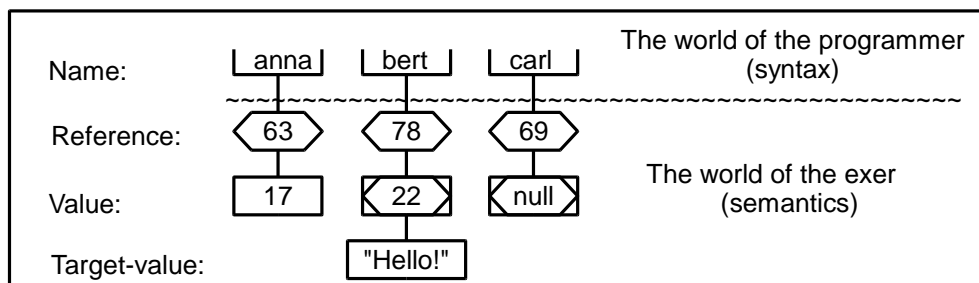 The world of the programmer
Name: anna bert carl (syntax)
Reference: 63 78 69
The world of the exer
Value: 17 22 null (semantics)
Target-value: "Hello!"